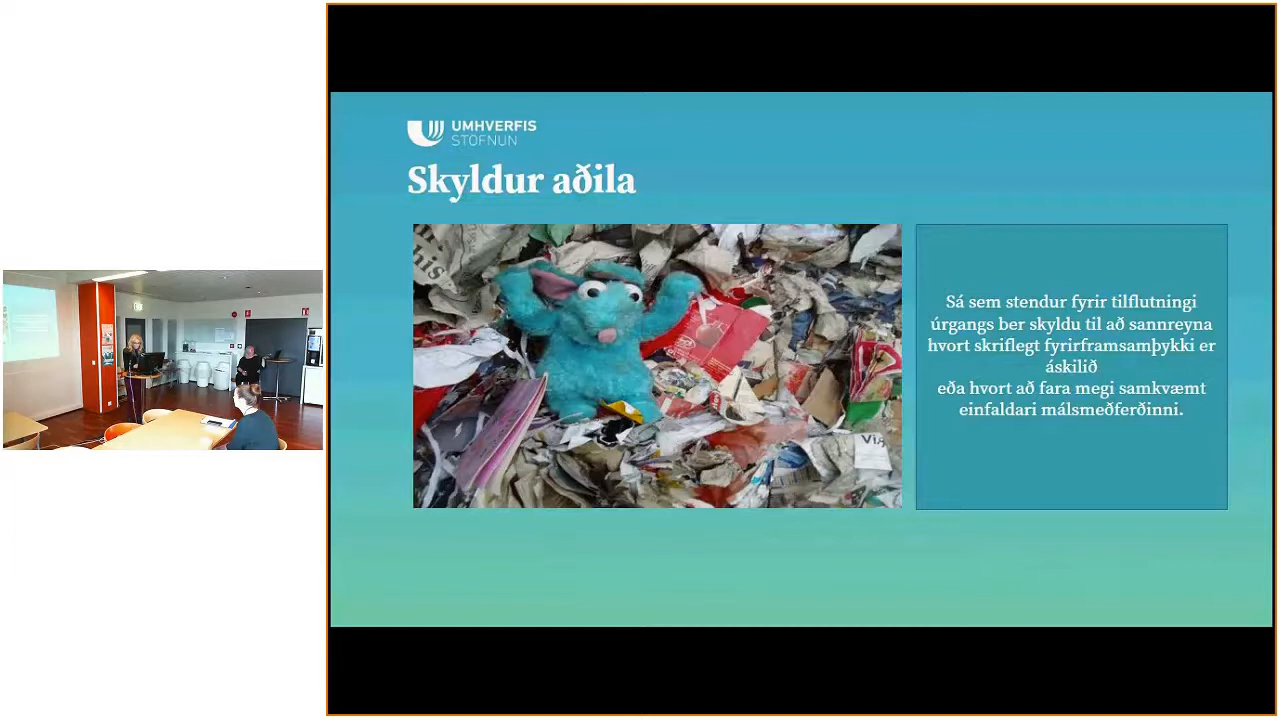 UMHVERFIS
STOFNUN
Skyldur aðila
Sá sem stendur fyrir tilflutningi
úrgangs ber skyldu til að sannreyna
hvort skriflegt fyrirframsamþykki er
áskilið
eða hvort að fara megi samkvæmt
einfaldari málsmeðferðinni.